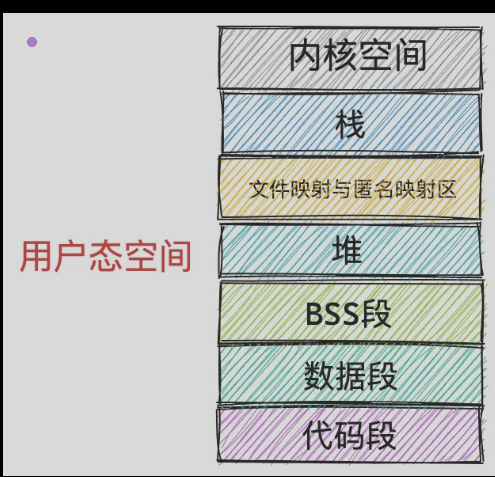 内核空间
栈
文件映射与匿名映射区
用户态空间
堆
BSS段
数据段
代码段